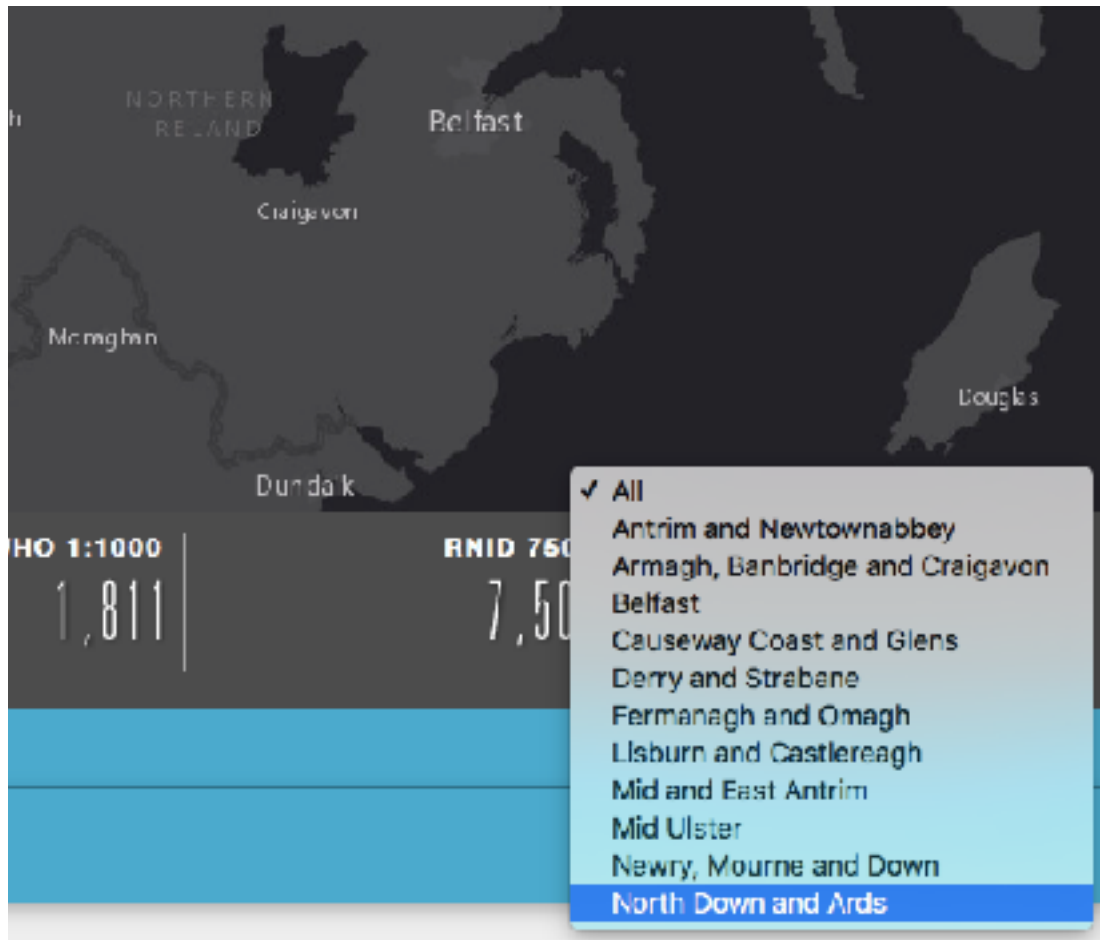 NORTHERN
IRELAND
Belfast
Craigavon
Monaghan
Douglas
Dundalk
1:1000
1,811
RNID
✓ All
Antrim and Newtownabbey
Armagh, Banbridge and Craigavon
Belfast
Causeway Coast and Glens
Derry and Strabane
Fermanagh and Omagh
Lisburn and Castlereagh
Mid and East Antrim
Mid Ulster
Newry, Mourne and Down
North Down and Ards